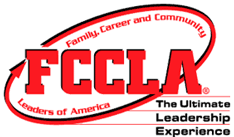 Family, Career and Community
FCCLA®
Leaders of America
The Ultimate
Leadership
Experience